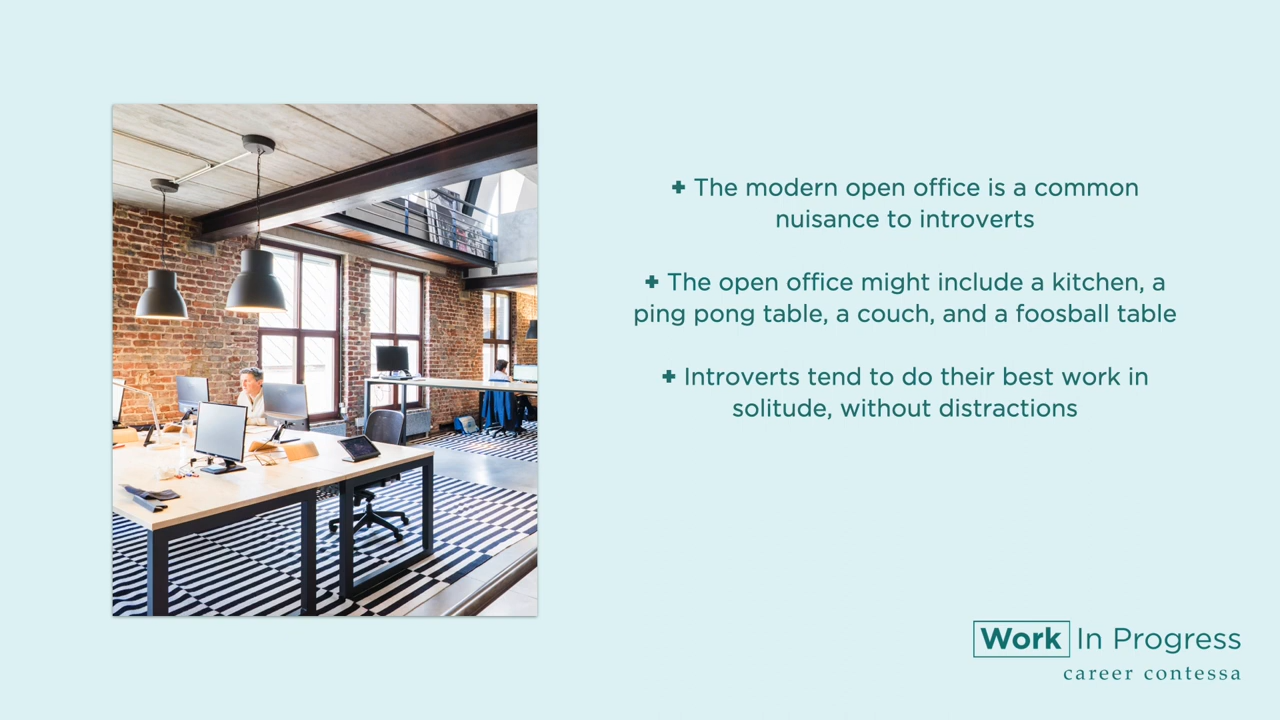 ✚ The modern open office is a common
nuisance to introverts
✚ The open office might include a kitchen, a
ping pong table, a couch, and a foosball table
✚ Introverts tend to do their best work in
solitude, without distractions
Work In Progress
career contessa